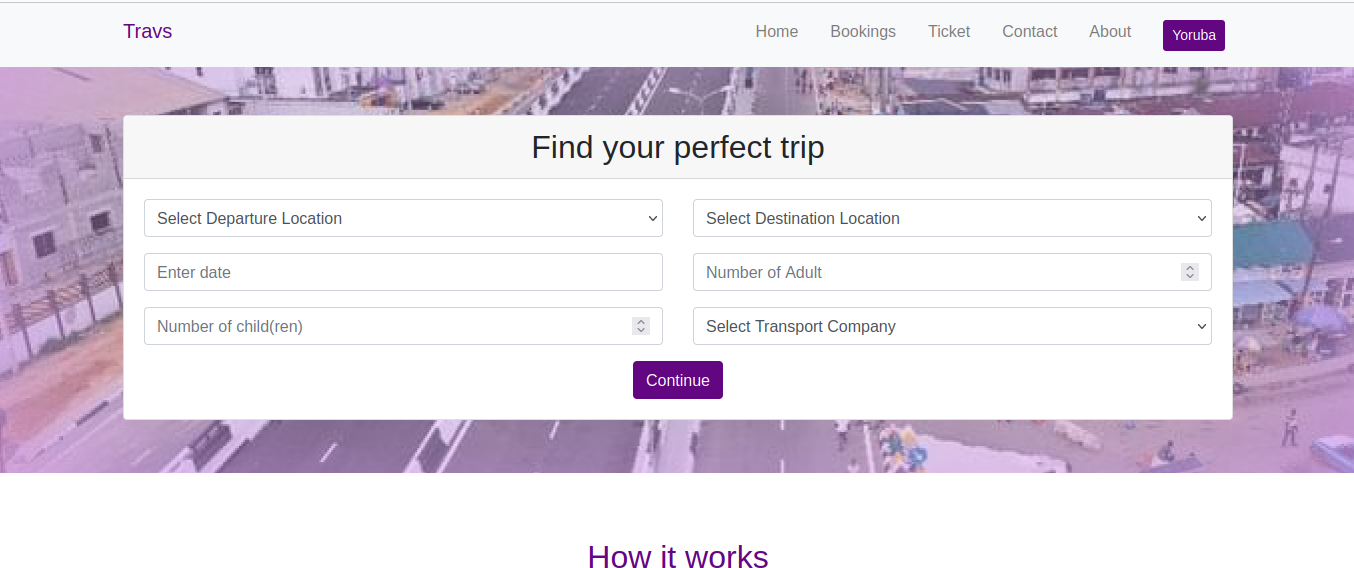 Travs
Home Bookings Ticket Contact About Yoruba
Find your perfect trip
Select Departure Location Select Destination Location
Enter date Number of Adult
Number of child(ren) Select Transport Company
Continue
How it works